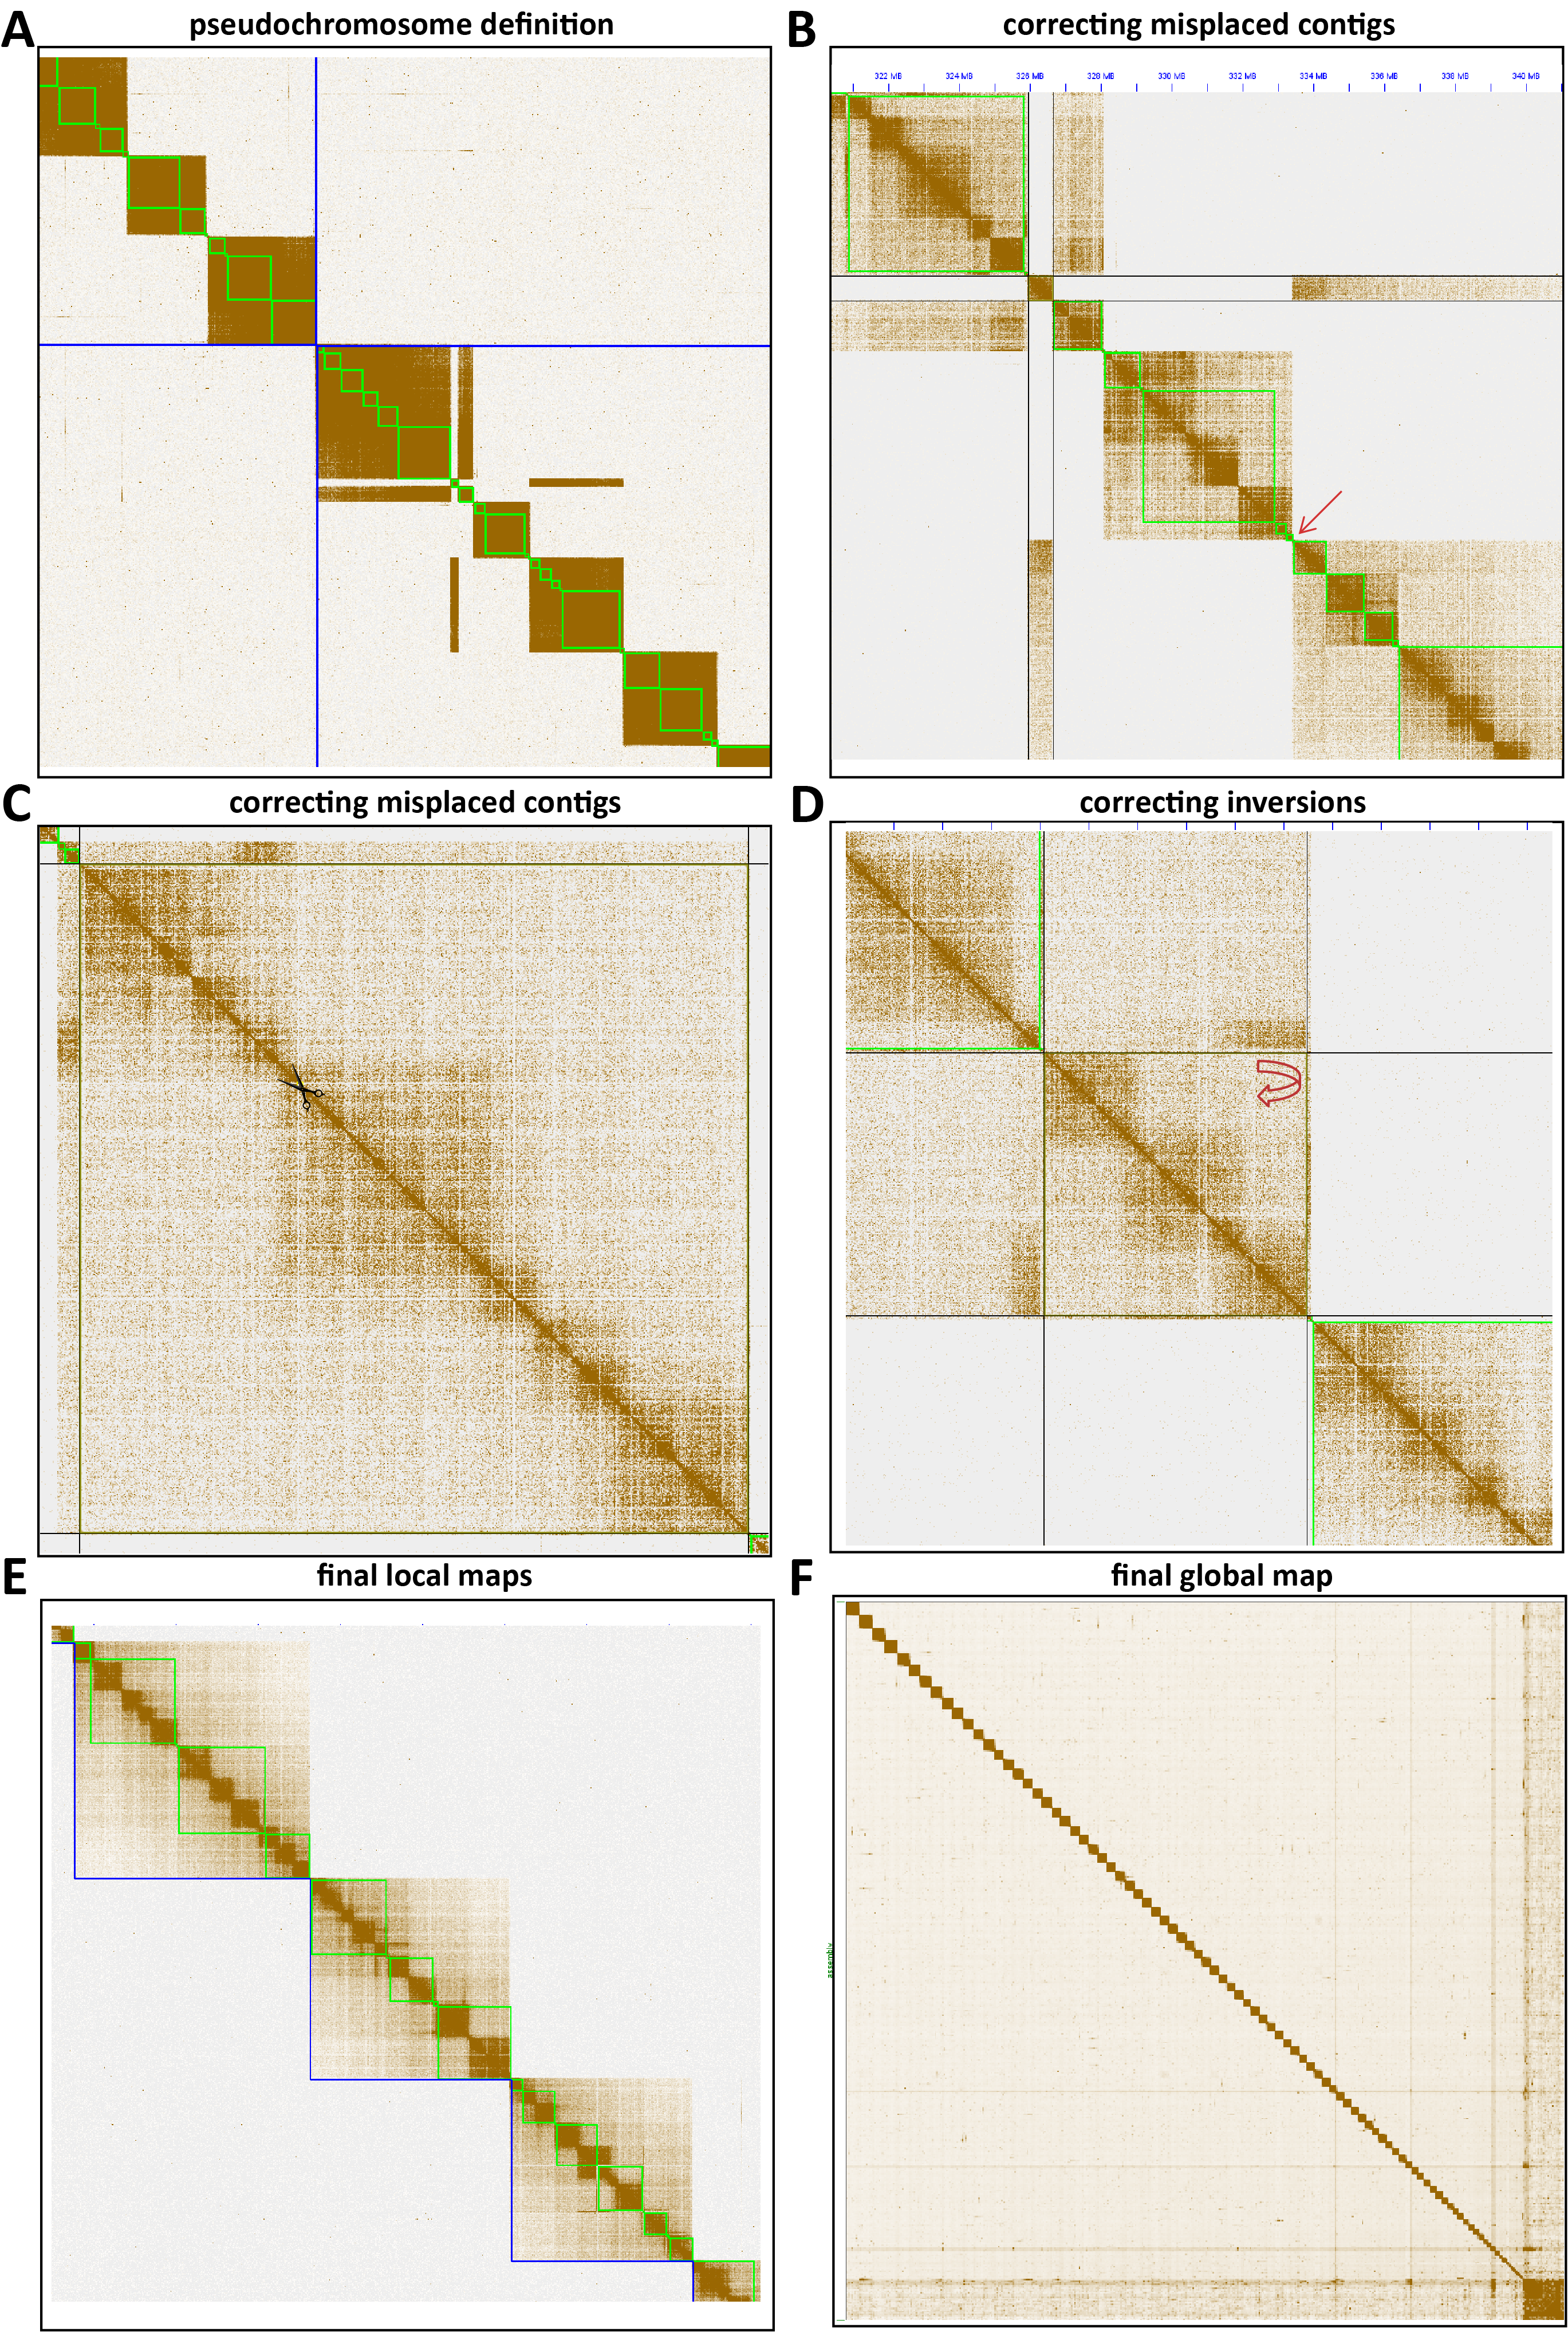 A
pseudochromosome definition
B
correcting misplaced contigs
322 MB 324 MB 326 MB 328 MB 330 MB 332 MB 334 MB 336 MB 338 MB 340 MB
C
correcting misplaced contigs
D
correcting inversions
E
final local maps
F
final global map
assembly